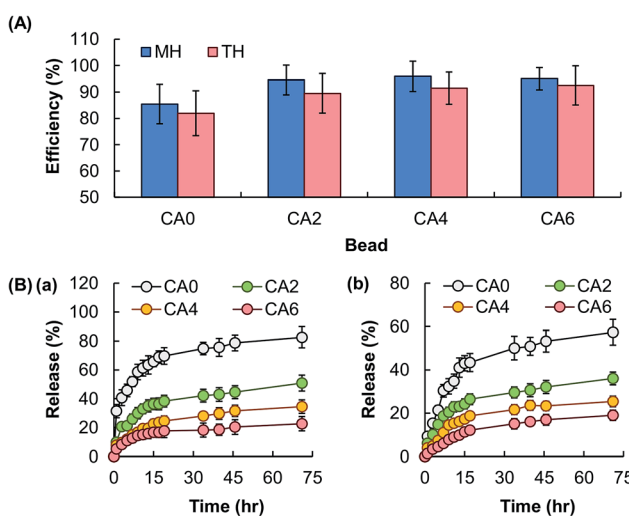 (A)
Efficiency (%)
110
100
90
80
70
60
50
MH
TH
CA0
CA2
CA4
CA6
Bead
(B) (a)
Release (%)
120
100
80
60
40
20
0
CA0
CA2
CA4
CA6
0
15
30
45
60
75
Time (hr)
(b)
Release (%)
80
60
40
20
0
CA0
CA2
CA4
CA6
0
15
30
45
60
75
Time (hr)